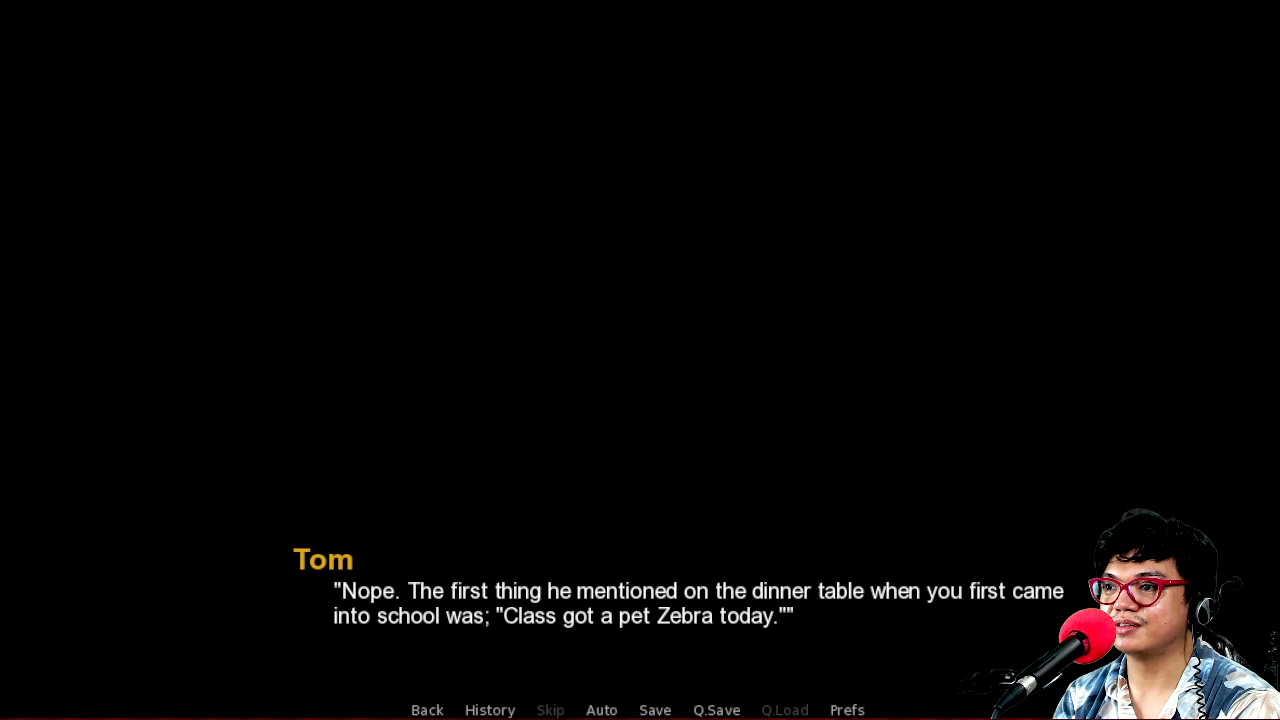 Tom
"Nope. The first thing he mentioned on the dinner table when you first came
into school was; "Class got a pet Zebra today.""
Back History Skip Auto Save Q.Save Q.Load Prefs